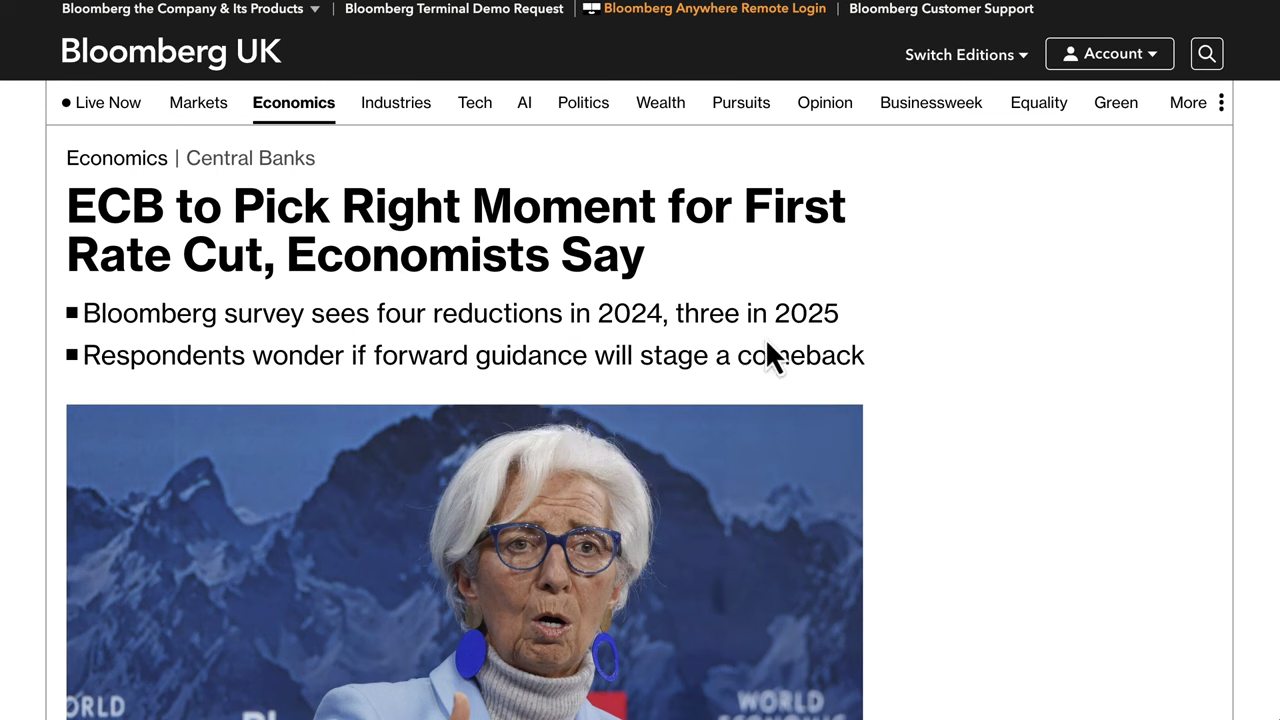 Bloomberg the Company & Its Products
Bloomberg Terminal Demo Request
Bloomberg Anywhere Remote Login
Bloomberg Customer Support
Bloomberg UK
Switch Editions
Account
Live Now
Markets
Economics
Industries
Tech
AI
Politics
Wealth
Pursuits
Opinion
Businessweek
Equality
Green
More
Economics | Central Banks
ECB to Pick Right Moment for First
Rate Cut, Economists Say
Bloomberg survey sees four reductions in 2024, three in 2025
Respondents wonder if forward guidance will stage a comeback
WORLD
ECONOMIC